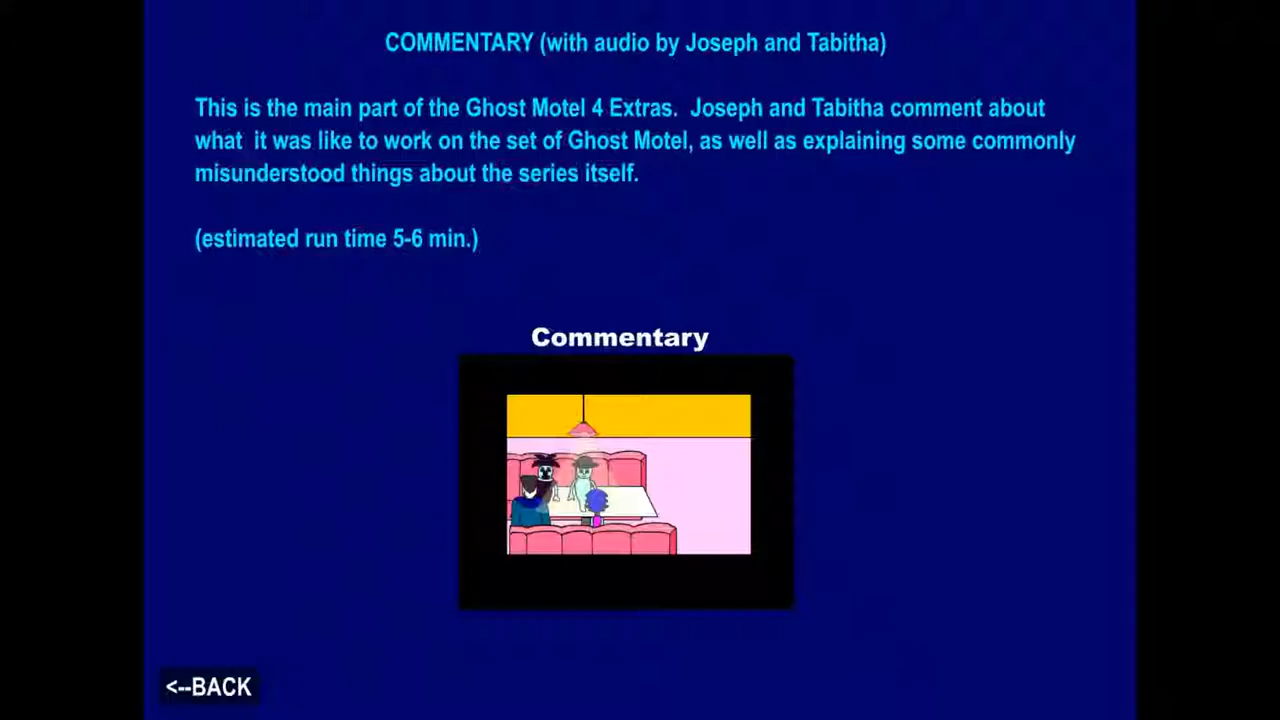 COMMENTARY (with audio by Joseph and Tabitha)
This is the main part of the Ghost Motel 4 Extras.  Joseph and Tabitha comment about
what  it was like to work on the set of Ghost Motel, as well as explaining some commonly
misunderstood things about the series itself.
(estimated run time 5-6 min.)
Commentary
<--BACK